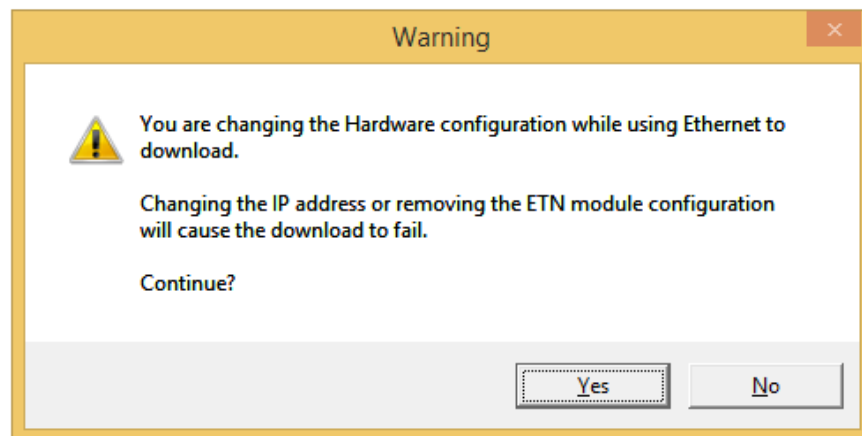 Warning
You are changing the Hardware configuration while using Ethernet to
download.
Changing the IP address or removing the ETN module configuration
will cause the download to fail.
Continue?
Yes
No